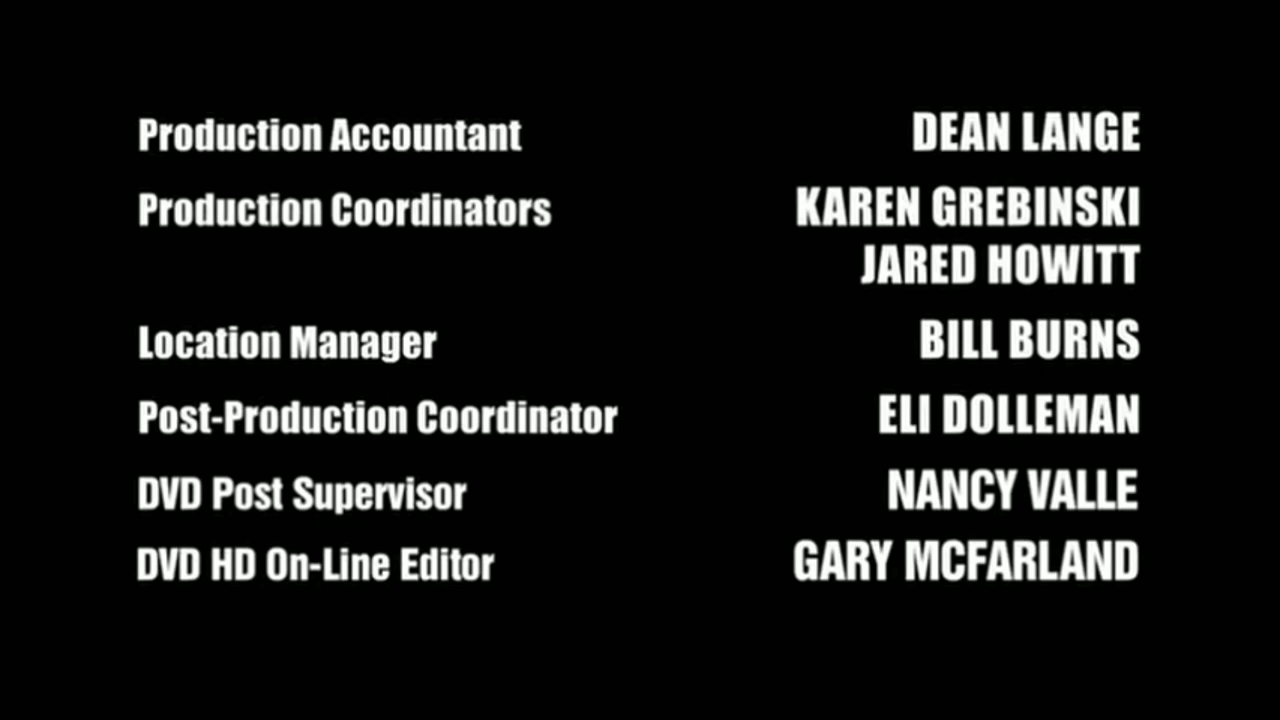 Production Accountant DEAN LANGE
Production Coordinators KAREN GREBINSKI
JARED HOWITT
Location Manager BILL BURNS
Post-Production Coordinator ELI DOLLEMAN
DVD Post Supervisor NANCY VALLE
DVD HD On-Line Editor GARY MCFARLAND